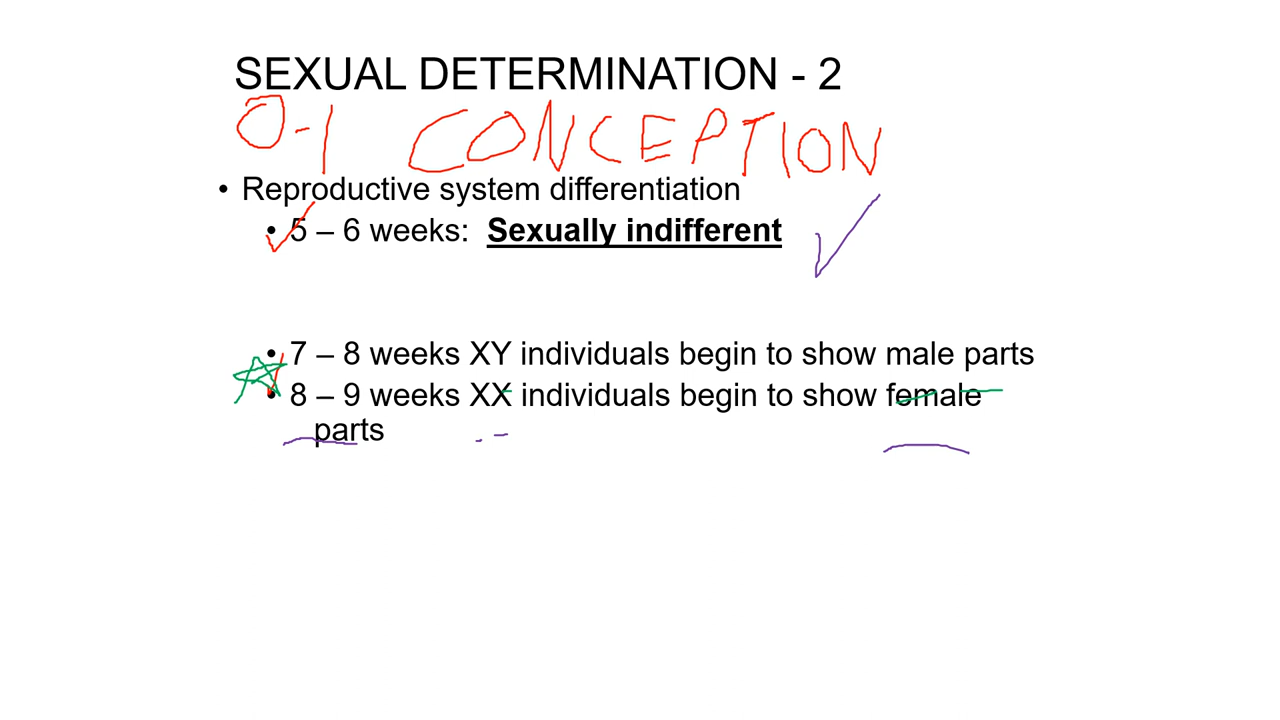 SEXUAL DETERMINATION - 2
0-1 CONCEPTION
• Reproductive system differentiation
• 5 – 6 weeks: Sexually indifferent
• 7 – 8 weeks XY individuals begin to show male parts
• 8 – 9 weeks XX individuals begin to show female
parts